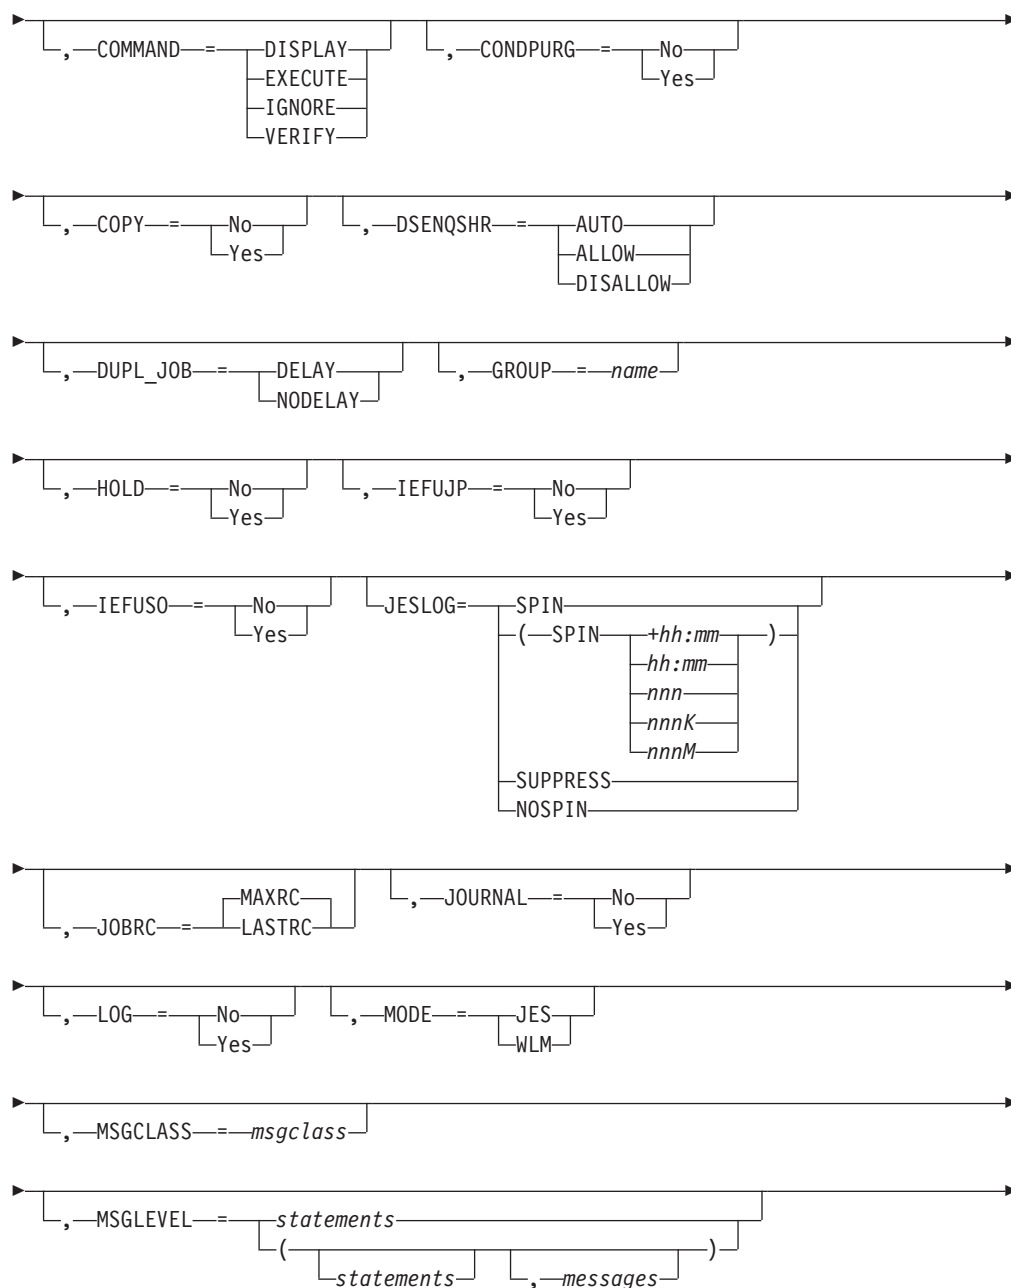 , COMMAND = DISPLAY , CONDPURG = No
EXECUTE Yes
IGNORE
VERIFY
, COPY = No , DSENQSHR = AUTO
Yes ALLOW
DISALLOW
, DUPL_JOB = DELAY , GROUP = name
NODELAY
, HOLD = No , IEFUJP = No
Yes Yes
, IEFUSO = No JESLOG= SPIN
Yes ( SPIN +hh:mm )
hh:mm
nnn
nnnK
nnnM
SUPPRESS
NOSPIN
MAXRC , JOURNAL = No
, JOBRC = LASTRC Yes
, LOG = No , MODE = JES
Yes WLM
, MSGCLASS = msgclass
, MSGLEVEL = statements
( )
statements , messages